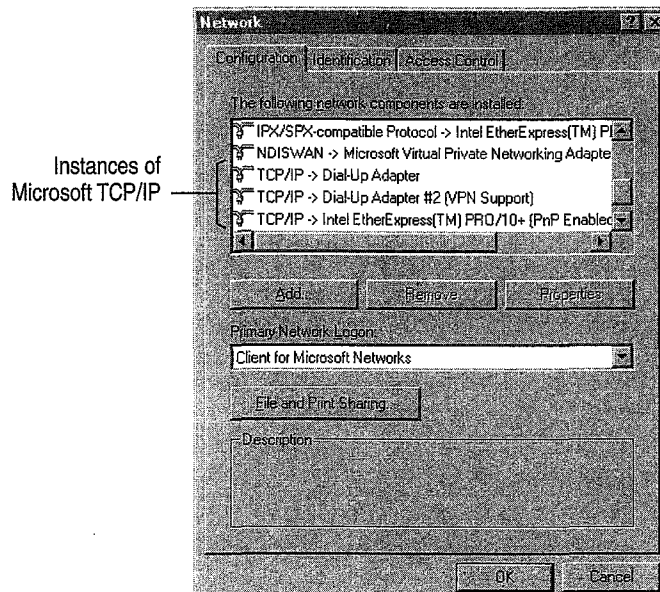 Network
Configuration Identification Access Control
The following network components are installed:
IPX/SPX-compatible Protocol -> Intel EtherExpress(TM) PI
NDISWAN -> Microsoft Virtual Private Networking Adapte
TCP/IP -> Dial-Up Adapter
TCP/IP -> Dial-Up Adapter #2 (VPN Support)
TCP/IP -> Intel EtherExpress(TM) PRO/10+ (PnP Enabled
Instances of
Microsoft TCP/IP
Add... Remove Properties
Primary Network Logon:
Client for Microsoft Networks
File and Print Sharing...
Description
OK Cancel